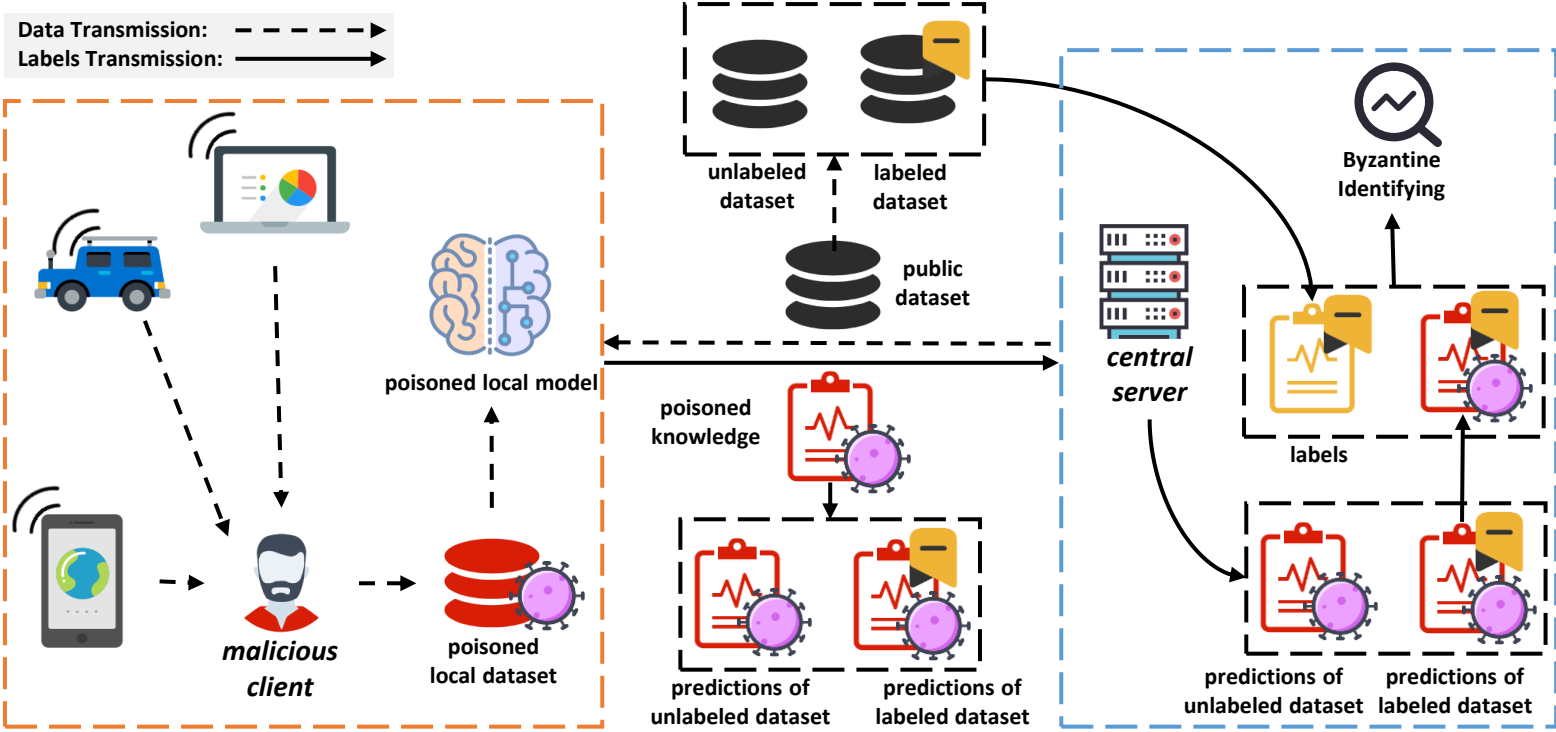 Data Transmission:
Labels Transmission:
unlabeled
dataset
labeled
dataset
public
dataset
Byzantine
Identifying
central
server
labels
poisoned local model
poisoned
knowledge
malicious
client
poisoned
local dataset
predictions of
unlabeled dataset
predictions of
labeled dataset
predictions of
unlabeled dataset
predictions of
labeled dataset